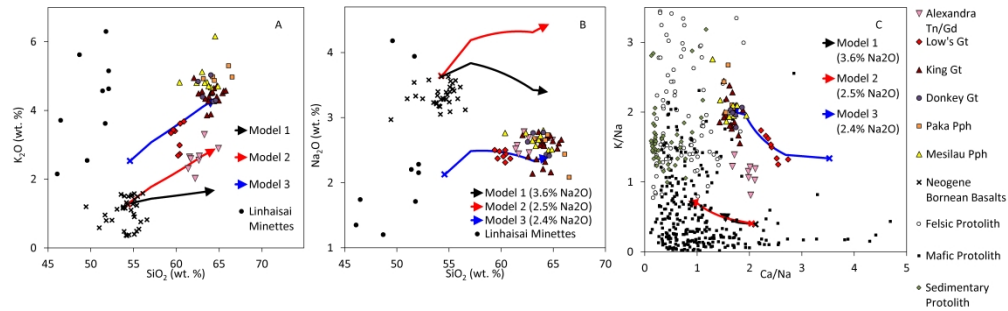 A
6
4
2
0
K₂O (wt. %)
45
50
55
60
65
70
SiO₂ (wt. %)
Model 1
Model 2
Model 3
Linhaisai
Minettes
B
4
3
2
1
Na₂O (wt. %)
45
50
55
60
65
70
SiO₂ (wt. %)
Model 1 (3.6% Na2O)
Model 2 (2.5% Na2O)
Model 3 (2.4% Na2O)
Linhaisai Minettes
C
3
2
1
0
K/Na
0
1
2
3
4
5
Ca/Na
Model 1
(3.6% Na2O)
Model 2
(2.5% Na2O)
Model 3
(2.4% Na2O)
Alexandra
Tn/Gd
Low's Gt
King Gt
Donkey Gt
Paka Pph
Mesilau Pph
Neogene
Bornean Basalts
Felsic Protolith
Mafic Protolith
Sedimentary
Protolith